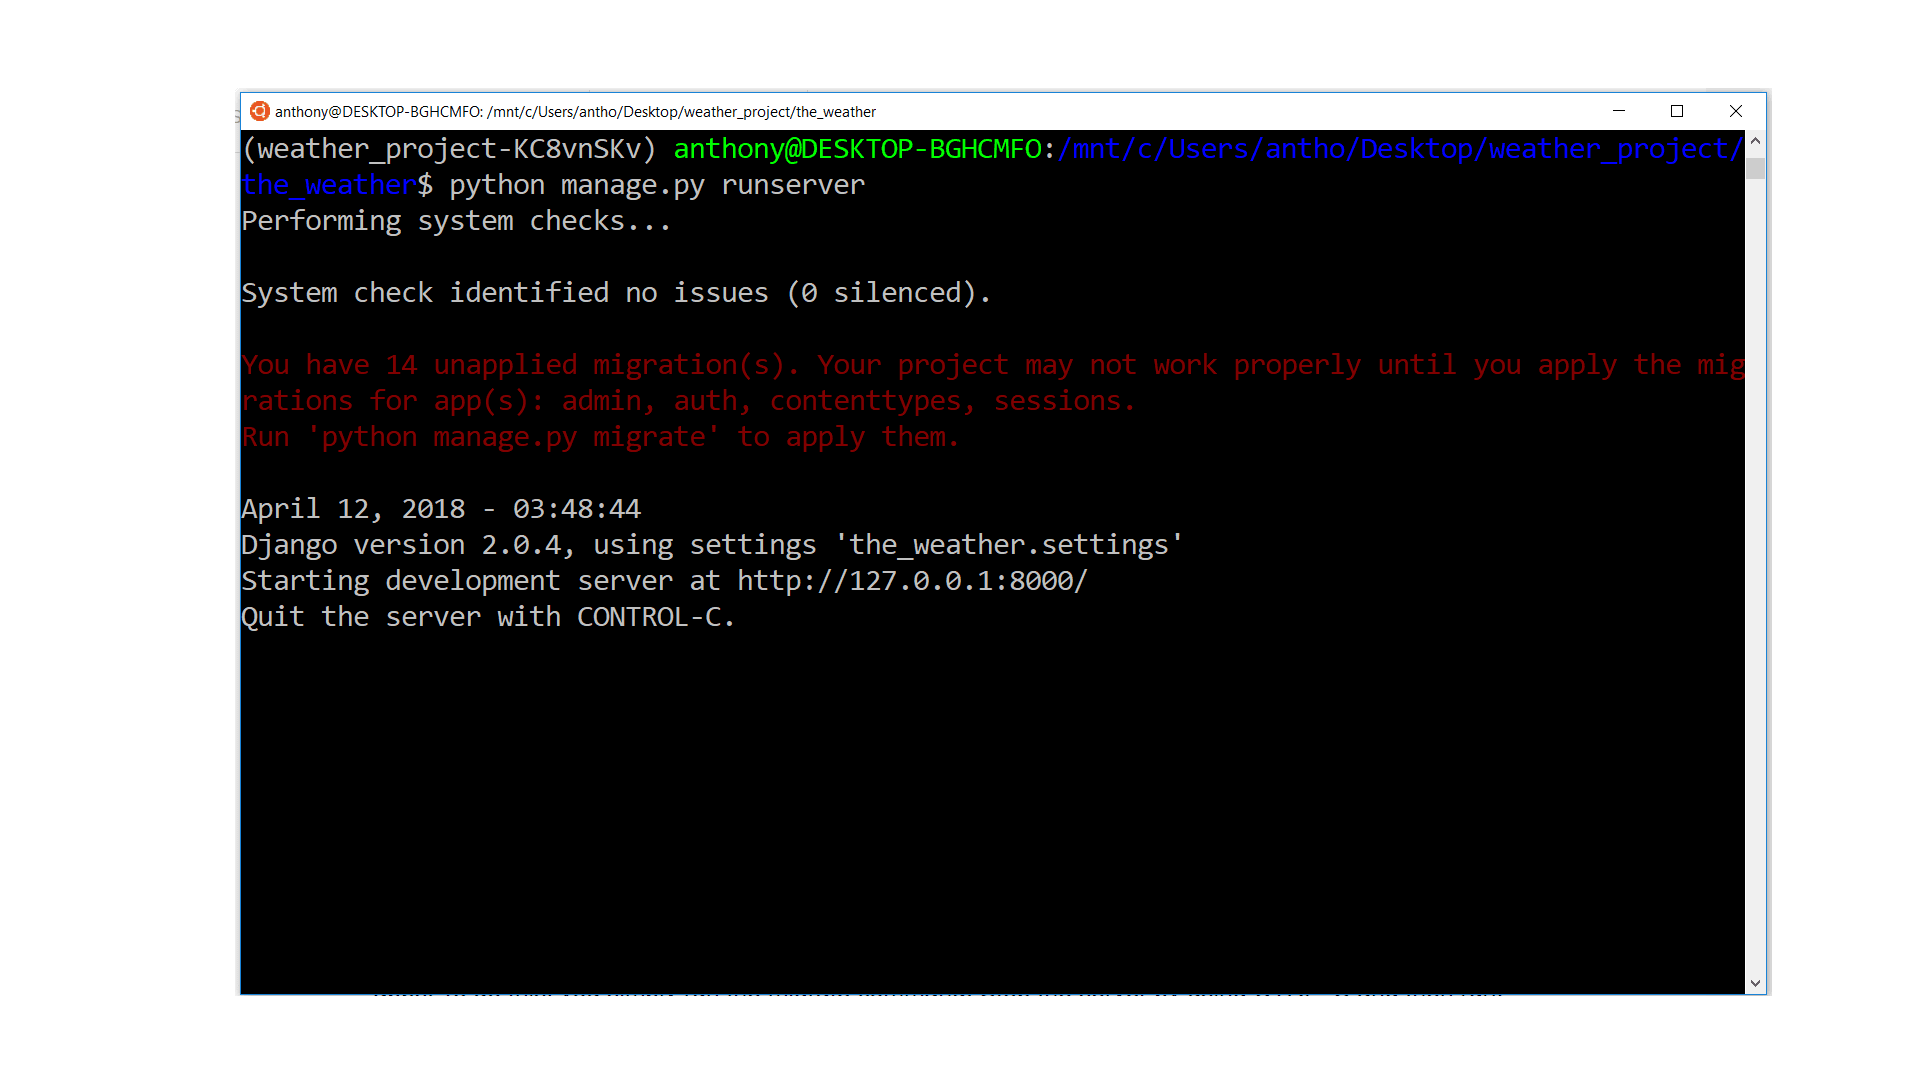 anthony@DESKTOP-BGHCMFO: /mnt/c/Users/antho/Desktop/weather_project/the_weather
(weather_project-KC8vnSKv) anthony@DESKTOP-BGHCMFO:/mnt/c/Users/antho/Desktop/weather_project/
the_weather$ python manage.py runserver
Performing system checks...
System check identified no issues (0 silenced).
You have 14 unapplied migration(s). Your project may not work properly until you apply the mig
rations for app(s): admin, auth, contenttypes, sessions.
Run 'python manage.py migrate' to apply them.
April 12, 2018 - 03:48:44
Django version 2.0.4, using settings 'the_weather.settings'
Starting development server at http://127.0.0.1:8000/
Quit the server with CONTROL-C.